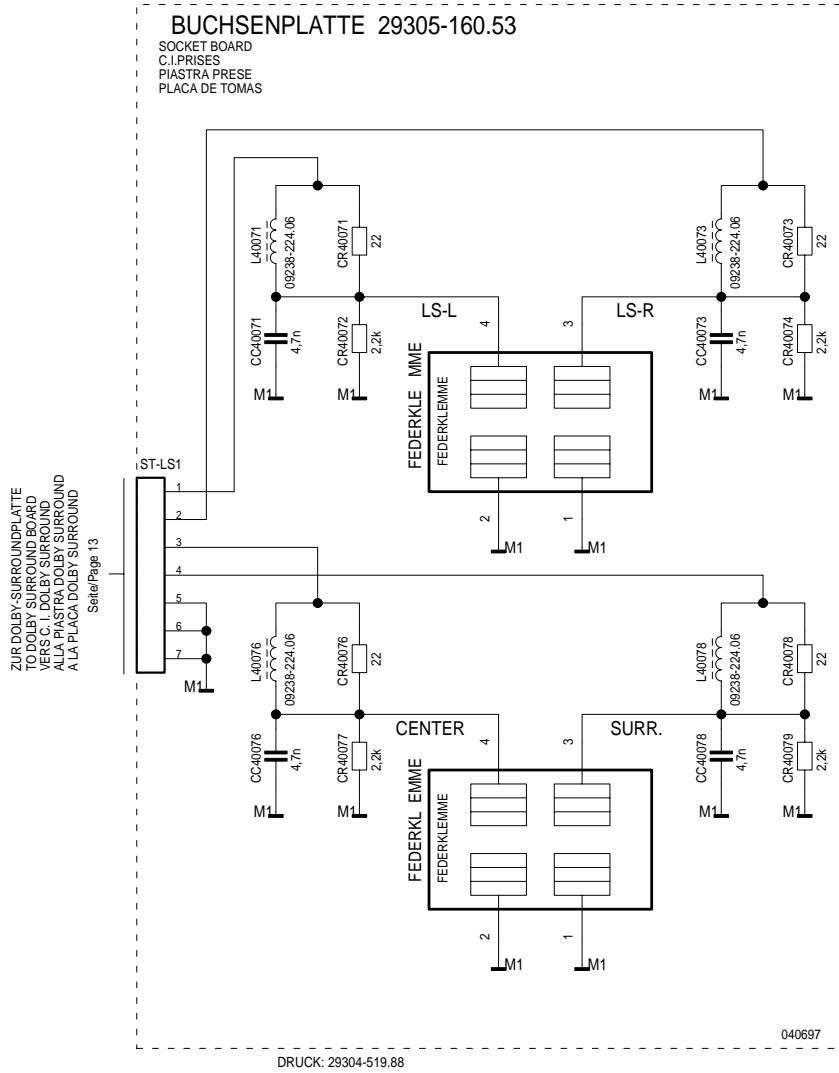 BUCHSENPLATTE 29305-160.53
SOCKET BOARD
C.I.PRISES
PIASTRA PRESE
PLACA DE TOMAS
L40071
09238-224.06
CR40071
22
L40073
09238-224.06
CR40073
22
CC40071
4,7n
CR40072
2,2k
LS-L
4
3
LS-R
CC40073
4,7n
CR40074
2,2k
M1
M1
M1
M1
FEDERKLE MME
FEDERKLEMME
2
1
M1
M1
ST-LS1
1
2
3
4
5
6
7
M1
ZUR DOLBY-SURROUNDPLATTE
TO DOLBY SURROUND BOARD
VERS C. I. DOLBY SURROUND
ALLA PIASTRA DOLBY SURROUND
A LA PLACA DOLBY SURROUND
Seite/Page 13
L40076
09238-224.06
CR40076
22
L40078
09238-224.06
CR40078
22
CC40076
4,7n
CR40077
2,2k
CENTER
4
3
SURR.
CC40078
4,7n
CR40079
2,2k
M1
M1
M1
M1
FEDERKL EMME
FEDERKLEMME
2
1
M1
M1
040697
DRUCK: 29304-519.88